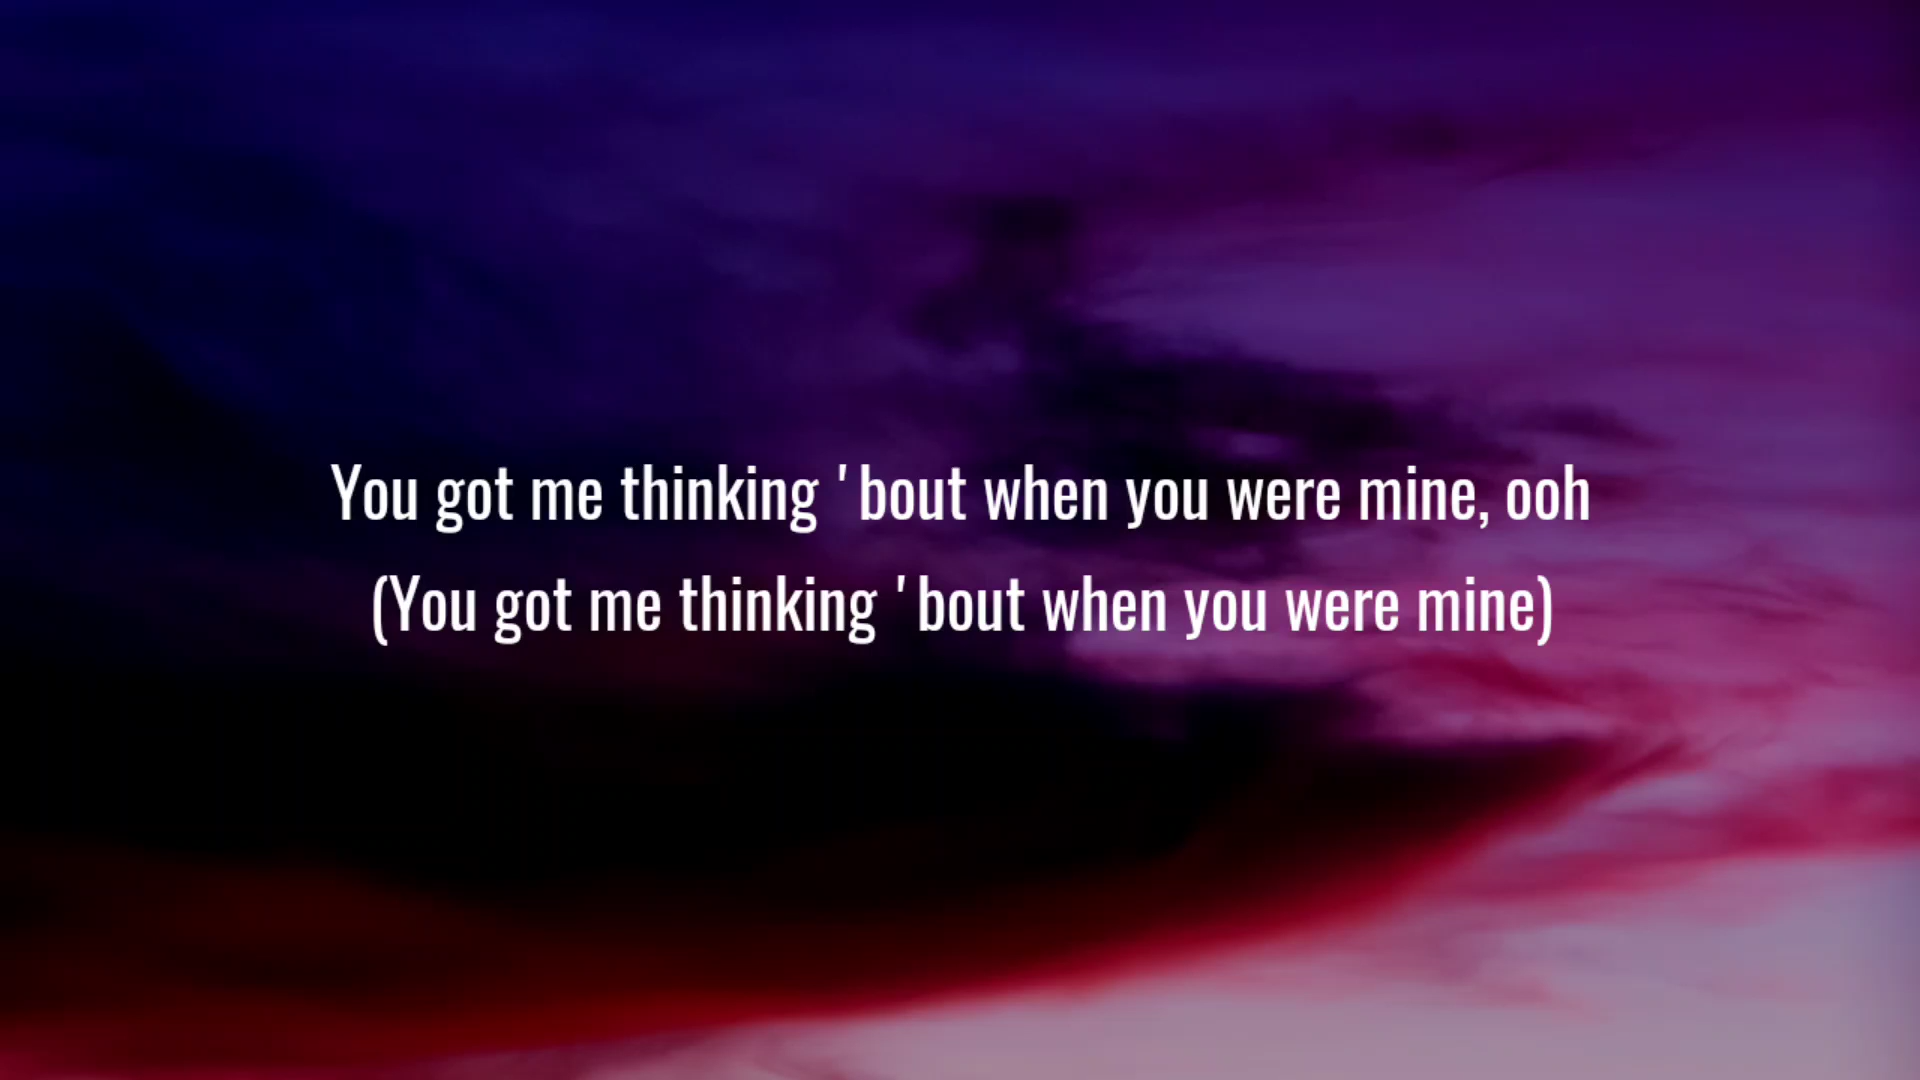 You got me thinking 'bout when you were mine, ooh
(You got me thinking 'bout when you were mine)